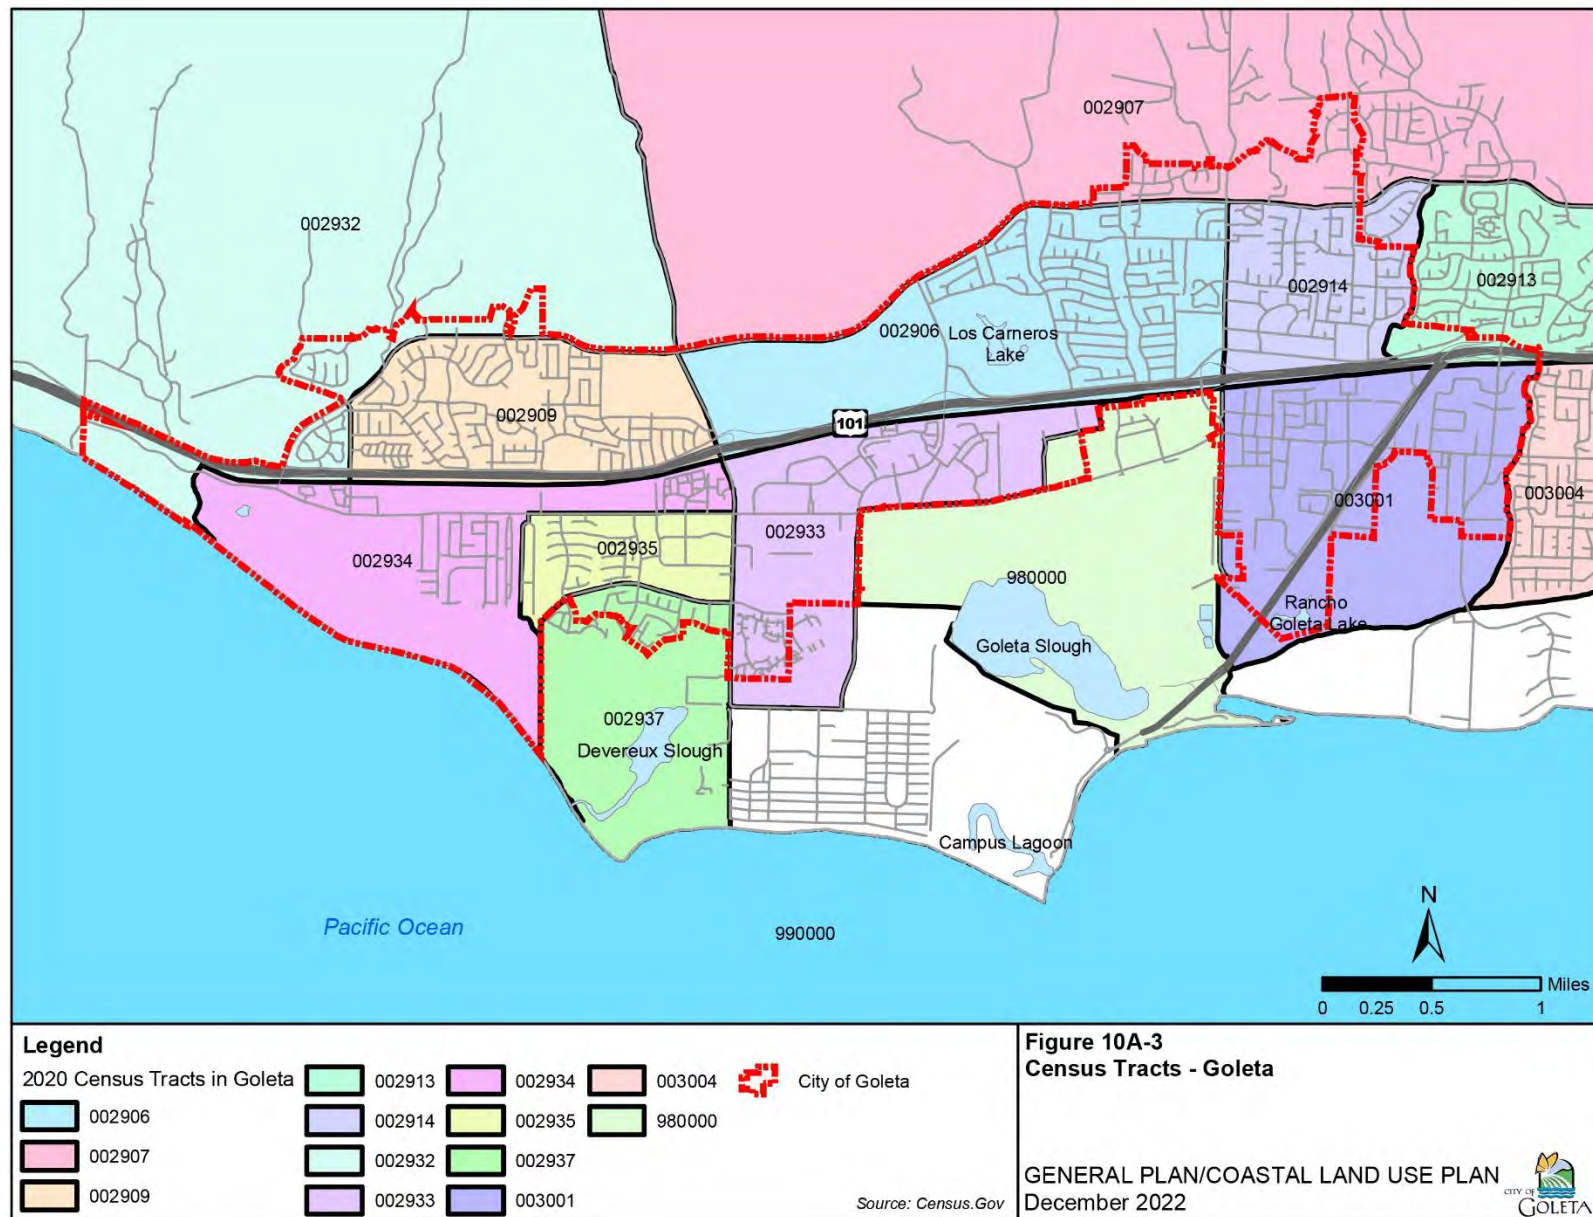 002907
002932
002914
002913
002906
Los Carneros
Lake
002909
101
003001
003004
002934
002935
002933
980000
Rancho
Goleta Lake
Goleta Slough
002937
Devereux Slough
Campus Lagoon
Pacific Ocean
990000
N
Miles
0 0.25 0.5 1
Legend
2020 Census Tracts in Goleta
002906
002907
002909
002913
002914
002932
002933
002934
002935
002937
003001
003004
980000
City of Goleta
Source: Census.Gov
Figure 10A-3
Census Tracts - Goleta
GENERAL PLAN/COASTAL LAND USE PLAN
December 2022
CITY OF
GOLETA